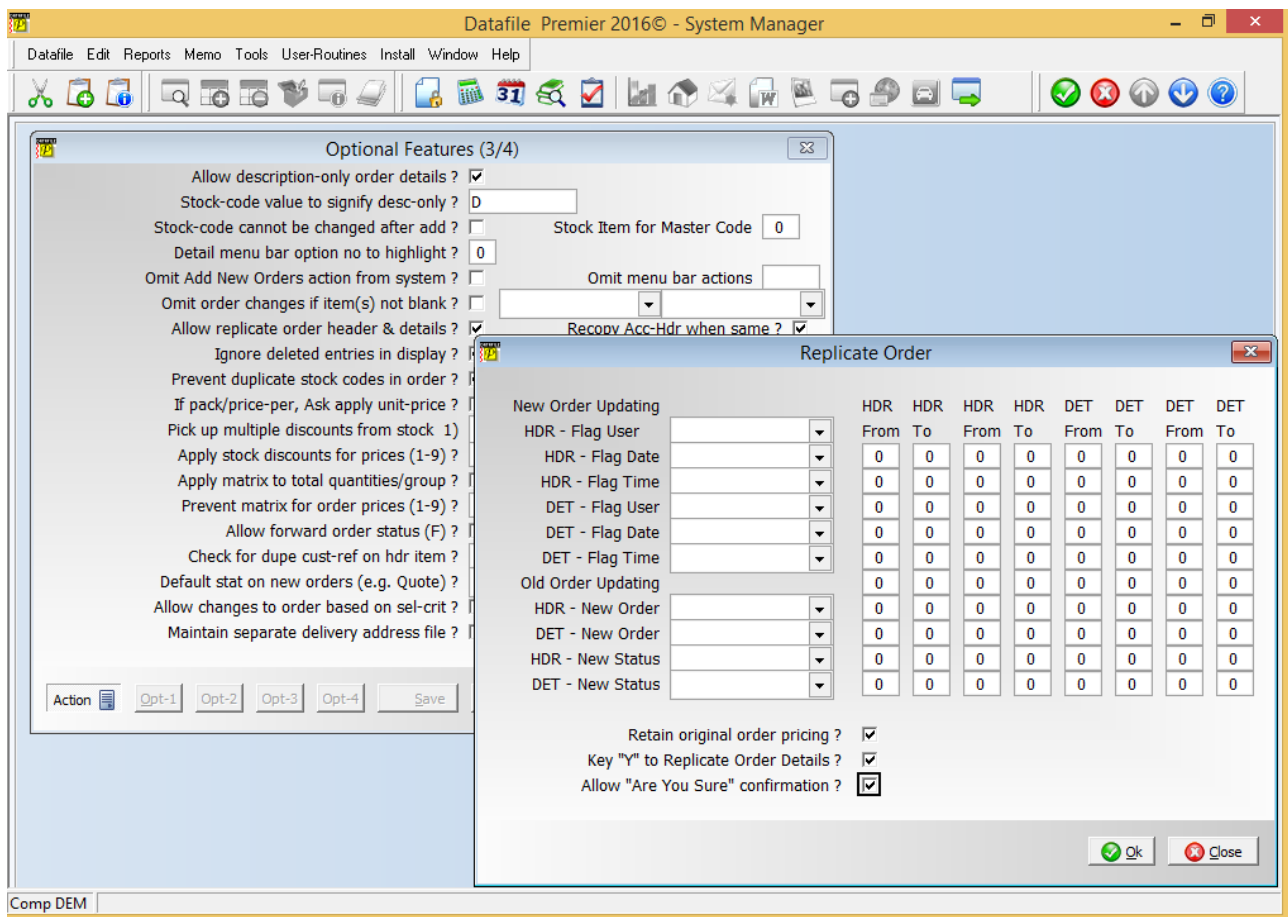 Datafile Premier 2016© - System Manager
Datafile Edit Reports Memo Tools User-Routines Install Window Help
31
W
Optional Features (3/4)
Allow description-only order details ?
Stock-code value to signify desc-only ? D
Stock-code cannot be changed after add ? Stock Item for Master Code 0
Detail menu bar option no to highlight ? 0
Omit Add New Orders action from system ? Omit menu bar actions
Omit order changes if item(s) not blank ?
Allow replicate order header & details ? Recopy Acc-Hdr when same ?
Ignore deleted entries in display ?
Prevent duplicate stock codes in order ?
If pack/price-per, Ask apply unit-price ?
Pick up multiple discounts from stock 1)
Apply stock discounts for prices (1-9) ?
Apply matrix to total quantities/group ?
Prevent matrix for order prices (1-9) ?
Allow forward order status (F) ?
Check for dupe cust-ref on hdr item ?
Default stat on new orders (e.g. Quote) ?
Allow changes to order based on sel-crit ?
Maintain separate delivery address file ?
Action Opt-1 Opt-2 Opt-3 Opt-4 Save
Replicate Order
New Order Updating HDR HDR HDR HDR DET DET DET DET
HDR - Flag User From To From To From To From To
HDR - Flag Date 0 0 0 0 0 0 0 0
HDR - Flag Time 0 0 0 0 0 0 0 0
DET - Flag User 0 0 0 0 0 0 0 0
DET - Flag Date 0 0 0 0 0 0 0 0
DET - Flag Time 0 0 0 0 0 0 0 0
Old Order Updating 0 0 0 0 0 0 0 0
HDR - New Order 0 0 0 0 0 0 0 0
DET - New Order 0 0 0 0 0 0 0 0
HDR - New Status 0 0 0 0 0 0 0 0
DET - New Status 0 0 0 0 0 0 0 0
Retain original order pricing ?
Key "Y" to Replicate Order Details ?
Allow "Are You Sure" confirmation ?
Ok Close
Comp DEM